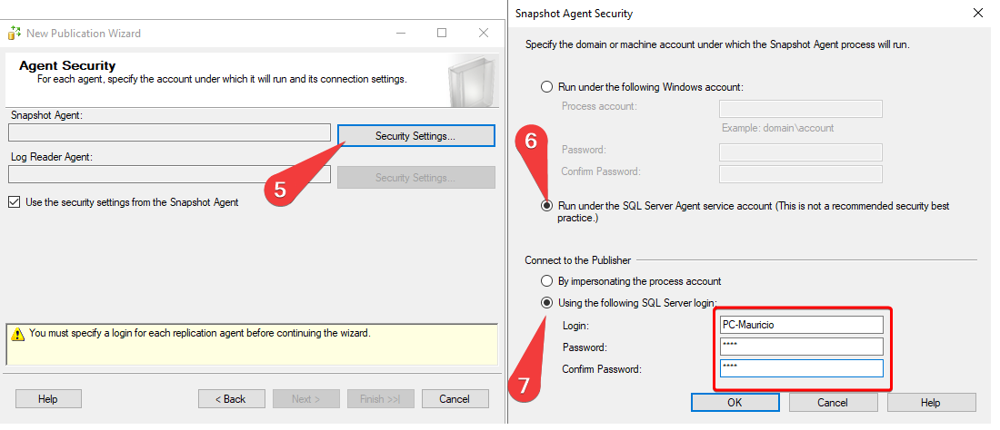 New Publication Wizard
Agent Security
For each agent, specify the account under which it will run and its connection settings.
Snapshot Agent:
Security Settings...
Log Reader Agent:
Security Settings...
5
Use the security settings from the Snapshot Agent
You must specify a login for each replication agent before continuing the wizard.
Help
< Back
Next >
Finish >>|
Cancel
Snapshot Agent Security
Specify the domain or machine account under which the Snapshot Agent process will run.
Run under the following Windows account:
Process account:
Example: domain\account
6
Password:
Confirm Password:
Run under the SQL Server Agent service account (This is not a recommended security best
practice.)
Connect to the Publisher
By impersonating the process account
Using the following SQL Server login:
Login:
PC-Mauricio
Password:
****
Confirm Password:
****
7
OK
Cancel
Help